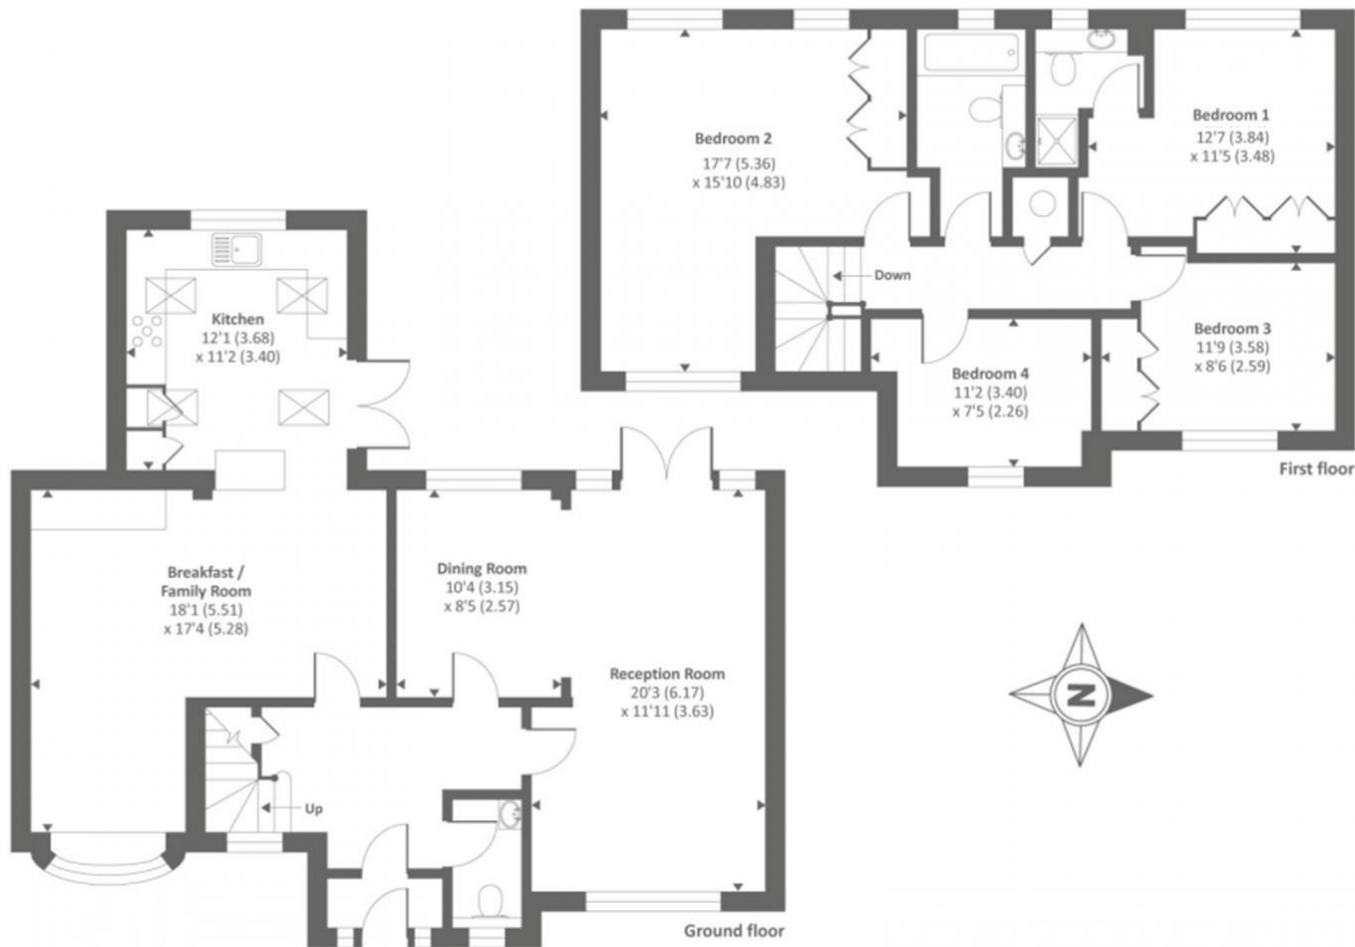 Bedroom 2
17'7 (5.36)
x 15'10 (4.83)
Bedroom 1
12'7 (3.84)
x 11'5 (3.48)
Down
Bedroom 3
11'9 (3.58)
x 8'6 (2.59)
Bedroom 4
11'2 (3.40)
x 7'5 (2.26)
First floor
Kitchen
12'1 (3.68)
x 11'2 (3.40)
Breakfast /
Family Room
18'1 (5.51)
x 17'4 (5.28)
Dining Room
10'4 (3.15)
x 8'5 (2.57)
Reception Room
20'3 (6.17)
x 11'11 (3.63)
Up
Ground floor
N